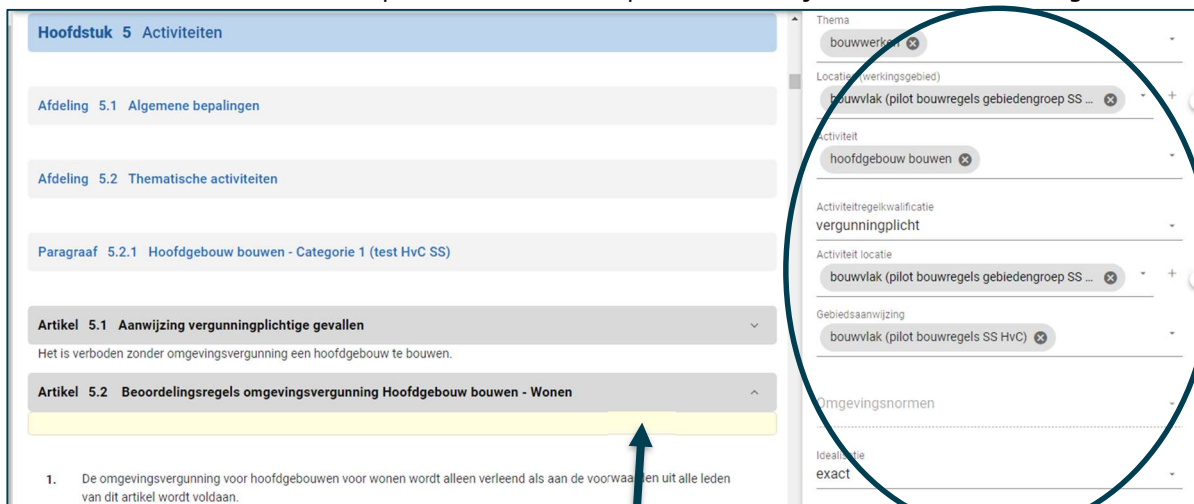 Hoofdstuk 5 Activiteiten
Afdeling 5.1 Algemene bepalingen
Afdeling 5.2 Thematische activiteiten
Paragraaf 5.2.1 Hoofdgebouw bouwen - Categorie 1 (test HvC SS)
Artikel 5.1 Aanwijzing vergunningplichtige gevallen
Het is verboden zonder omgevingsvergunning een hoofdgebouw te bouwen.
Artikel 5.2 Beoordelingsregels omgevingsvergunning Hoofdgebouw bouwen - Wonen
1. De omgevingsvergunning voor hoofdgebouwen voor wonen wordt alleen verleend als aan de voorwaarden uit alle leden
van dit artikel wordt voldaan.
Thema
bouwwerken
Locaties (werkingsgebied)
bouwvlak (pilot bouwregels gebiedengroep SS ...
Activiteit
hoofdgebouw bouwen
Activiteitregelkwalificatie
vergunningplicht
Activiteit locatie
bouwvlak (pilot bouwregels gebiedengroep SS ...
Gebiedsaanwijzing
bouwvlak (pilot bouwregels SS HvC)
Omgevingsnormen
Idealisatie
exact